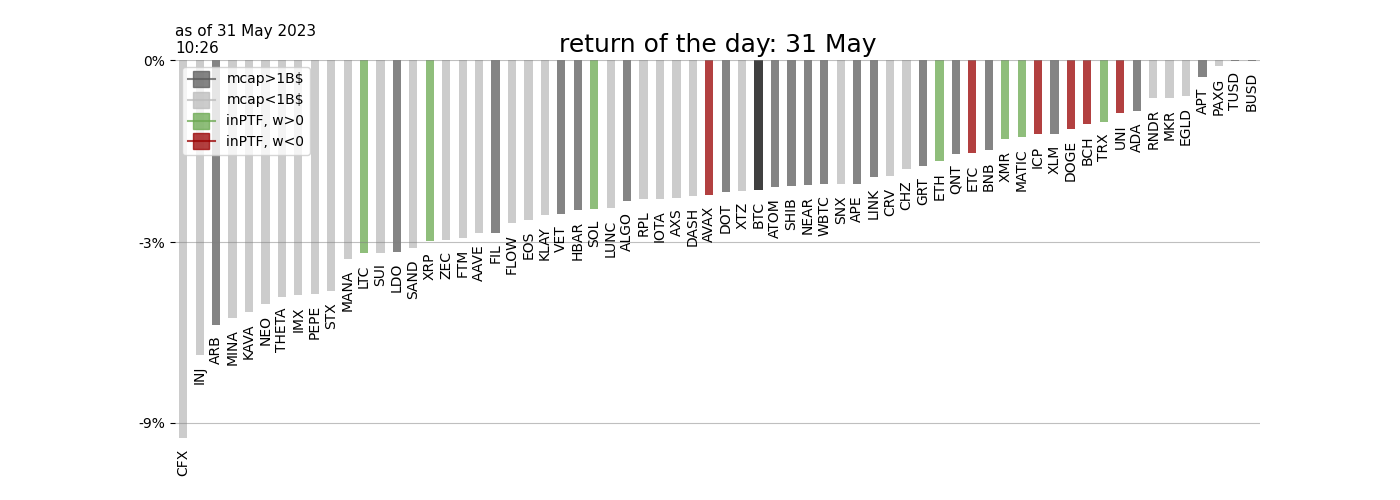 as of 31 May 2023
10:26
return of the day: 31 May
0%
-3%
-9%
mcap>1B$
mcap<1B$
inPTF, w>0
inPTF, w<0
CFX
INJ
ARB
MINA
KAVA
NEO
THETA
IMX
PEPE
STX
MANA
LTC
SUI
LDO
SAND
XRP
ZEC
FTM
AAVE
FIL
FLOW
EOS
KLAY
VET
HBAR
SOL
LUNC
ALGO
RPL
IOTA
AXS
DASH
AVAX
DOT
XTZ
BTC
ATOM
SHIB
NEAR
WBTC
SNX
APE
LINK
CRV
CHZ
GRT
ETH
QNT
ETC
BNB
XMR
MATIC
ICP
XLM
DOGE
BCH
TRX
UNI
ADA
RNDR
MKR
EGLD
APT
PAXG
TUSD
BUSD